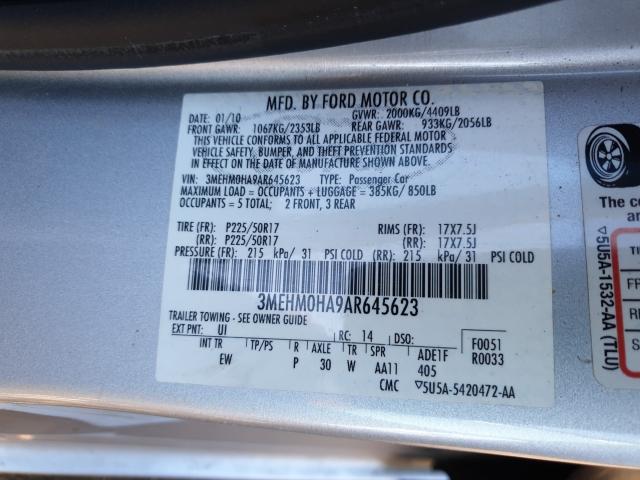 MFD. BY FORD MOTOR CO.
DATE: 01/10 GVWR: 2000KG/4409LB
FRONT GAWR: 1067KG/2353LB REAR GAWR: 933KG/2056LB
THIS VEHICLE CONFORMS TO ALL APPLICABLE FEDERAL MOTOR
VEHICLE SAFETY, BUMPER, AND THEFT PREVENTION STANDARDS
IN EFFECT ON THE DATE OF MANUFACTURE SHOWN ABOVE.
VIN: 3MEHM0HA9AR645623 TYPE: Passenger Car
MAXIMUM LOAD = OCCUPANTS + LUGGAGE = 385KG/ 850LB
OCCUPANTS = 5 TOTAL; 2 FRONT, 3 REAR
TIRE (FR): P225/50R17 RIMS (FR): 17X7.5J
(RR): P225/50R17 (RR): 17X7.5J
PRESSURE (FR): 215 kPa/ 31 PSI COLD (RR): 215 kPa/ 31 PSI COLD
3MEHM0HA9AR645623
TRAILER TOWING - SEE OWNER GUIDE
EXT PNT: UI RC: 14 DSO: F0051
INT TR TP/PS R AXLE TR SPR ADE1F R0033
EW P 30 W AA11 405
CMC ▽5U5A-5420472-AA
The co
an
▽5U5A-1532-AA (TLU)
TI
FR
RE
S